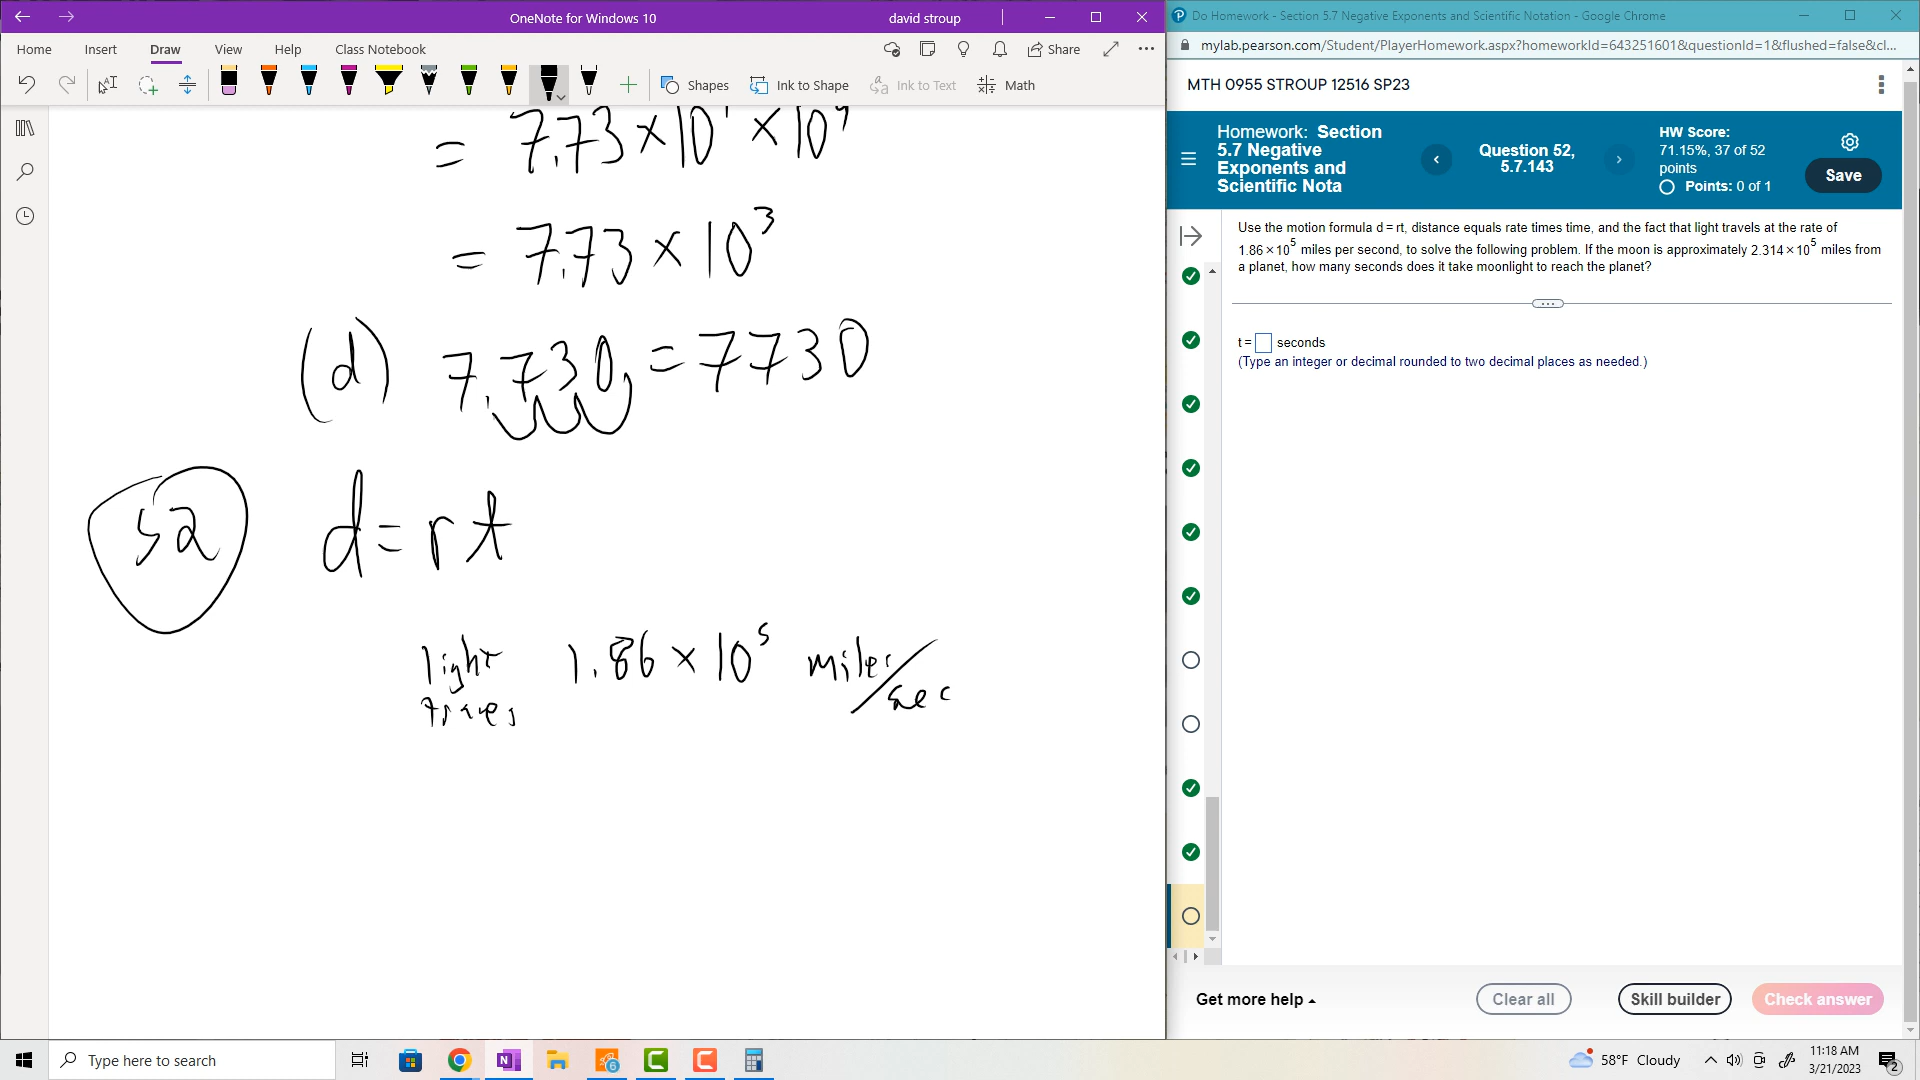 OneNote for Windows 10
david stroup
Home Insert Draw View Help Class Notebook Share
Shapes Ink to Shape Ink to Text Math
= 7.73 × 10 × 10
= 7.73 × 10³
(d) 7.730. = 7730
52 d = rt
light 1.86 × 10⁵ miles/sec
traves
Do Homework - Section 5.7 Negative Exponents and Scientific Notation - Google Chrome
mylab.pearson.com/Student/PlayerHomework.aspx?homeworkId=643251601&questionId=1&flushed=false&cl...
MTH 0955 STROUP 12516 SP23
Homework: Section
5.7 Negative
Exponents and
Scientific Nota
Question 52,
5.7.143
HW Score:
71.15%, 37 of 52
points
Points: 0 of 1
Save
Use the motion formula d = rt, distance equals rate times time, and the fact that light travels at the rate of
1.86 × 10⁵ miles per second, to solve the following problem. If the moon is approximately 2.314 × 10⁵ miles from
a planet, how many seconds does it take moonlight to reach the planet?
t = seconds
(Type an integer or decimal rounded to two decimal places as needed.)
Get more help
Clear all
Skill builder
Check answer
Type here to search
6
58°F Cloudy
11:18 AM
3/21/2023
2